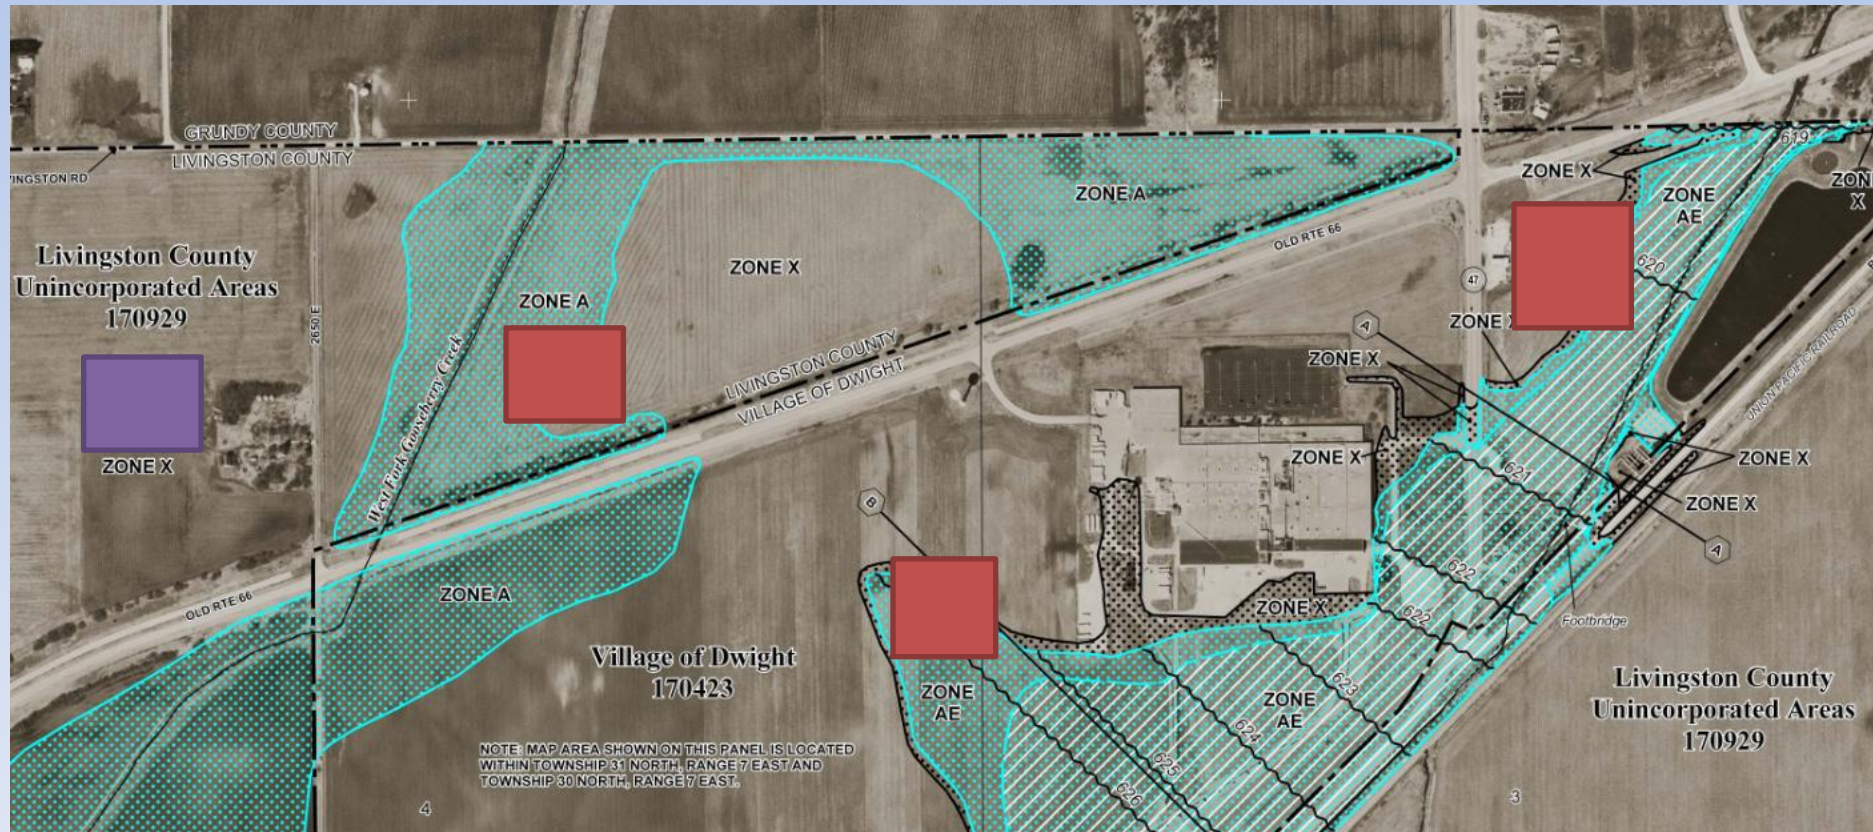 GRUNDY COUNTY
LIVINGSTON COUNTY
VINGSTON RD
619
ZONE X
ZONE A
ZONE
AE
ZON
X
Livingston County
Unincorporated Areas
170929
OLD RTE 66
ZONE X
620
47
ZONE A
2650 E
ZONE
A
ZONE X
LIVINGSTON COUNTY
VILLAGE OF DWIGHT
UNION PACIFIC RAILROAD
West Fork Gooseberry Creek
ZONE X
ZONE X
621
ZONE X
B
ZONE X
A
622
ZONE A
OLD RTE 66
ZONE X
622
Footbridge
Village of Dwight
170423
623
Livingston County
Unincorporated Areas
170929
ZONE
AE
ZONE
AE
624
NOTE: MAP AREA SHOWN ON THIS PANEL IS LOCATED
WITHIN TOWNSHIP 31 NORTH, RANGE 7 EAST AND
TOWNSHIP 30 NORTH, RANGE 7 EAST.
625
626
4
3